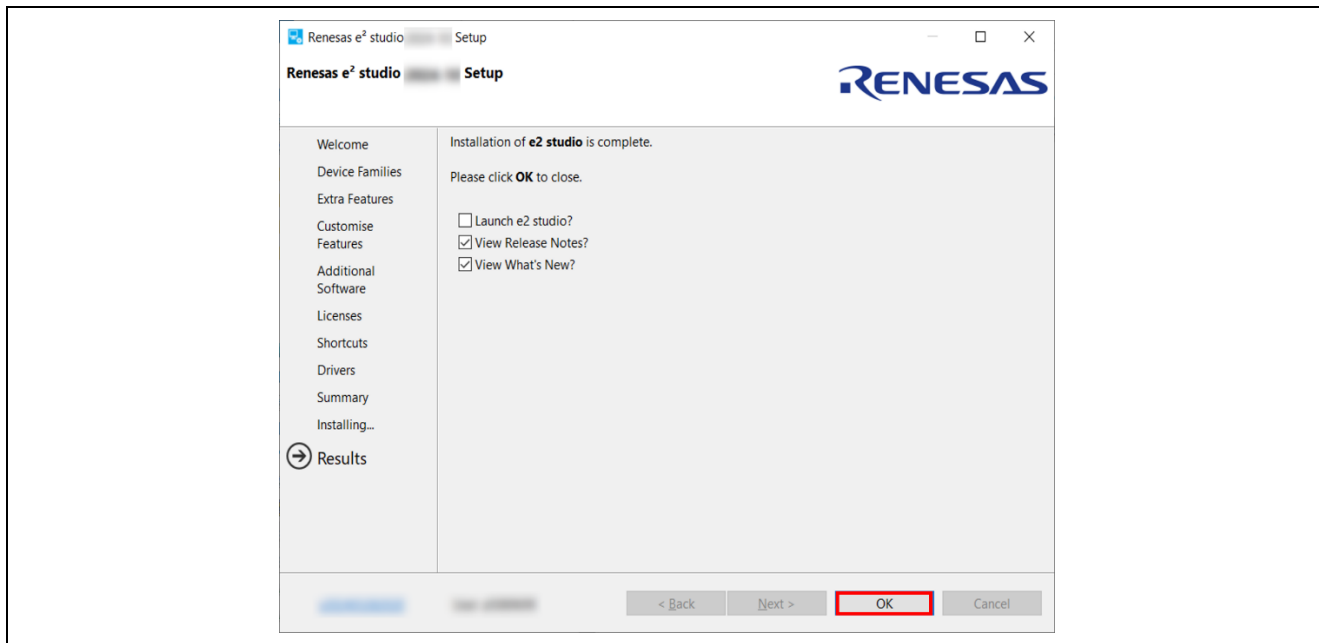 Renesas e² studio Setup
Renesas e² studio Setup
RENESAS
Welcome
Device Families
Extra Features
Customise
Features
Additional
Software
Licenses
Shortcuts
Drivers
Summary
Installing...
Results
Installation of e2 studio is complete.
Please click OK to close.
Launch e2 studio?
View Release Notes?
View What's New?
< Back Next > OK Cancel